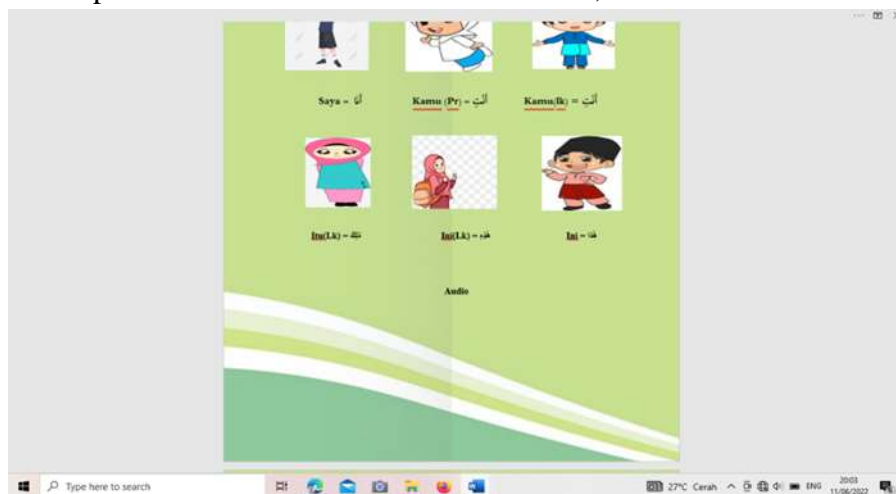 Saya = أَنَا Kamu (Pr) = أَنْتِ Kamu(lk) = أَنْتَ
Itu(Lk) = ذٰلِكَ Ini(Lk) = هٰذِهِ Ini = هٰذَا
Audio
Type here to search 27°C Cerah ENG 20:03
11/06/2022